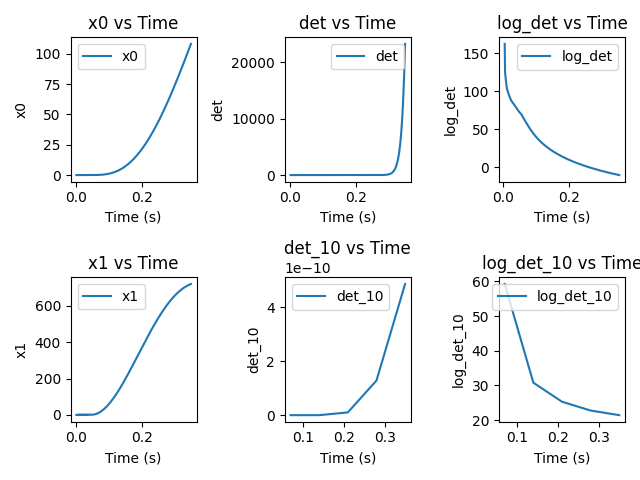 x0 vs Time
x0
100
75
50
25
0
x0
0.0
0.2
Time (s)
det vs Time
det
20000
10000
0
det
0.0
0.2
Time (s)
log_det vs Time
log_det
150
100
50
0
log_det
0.0
0.2
Time (s)
x1 vs Time
x1
600
400
200
0
x1
0.0
0.2
Time (s)
det_10 vs Time
1e−10
det_10
4
2
0
det_10
0.1
0.2
0.3
Time (s)
log_det_10 vs Time
log_det_10
60
50
40
30
20
log_det_10
0.1
0.2
0.3
Time (s)